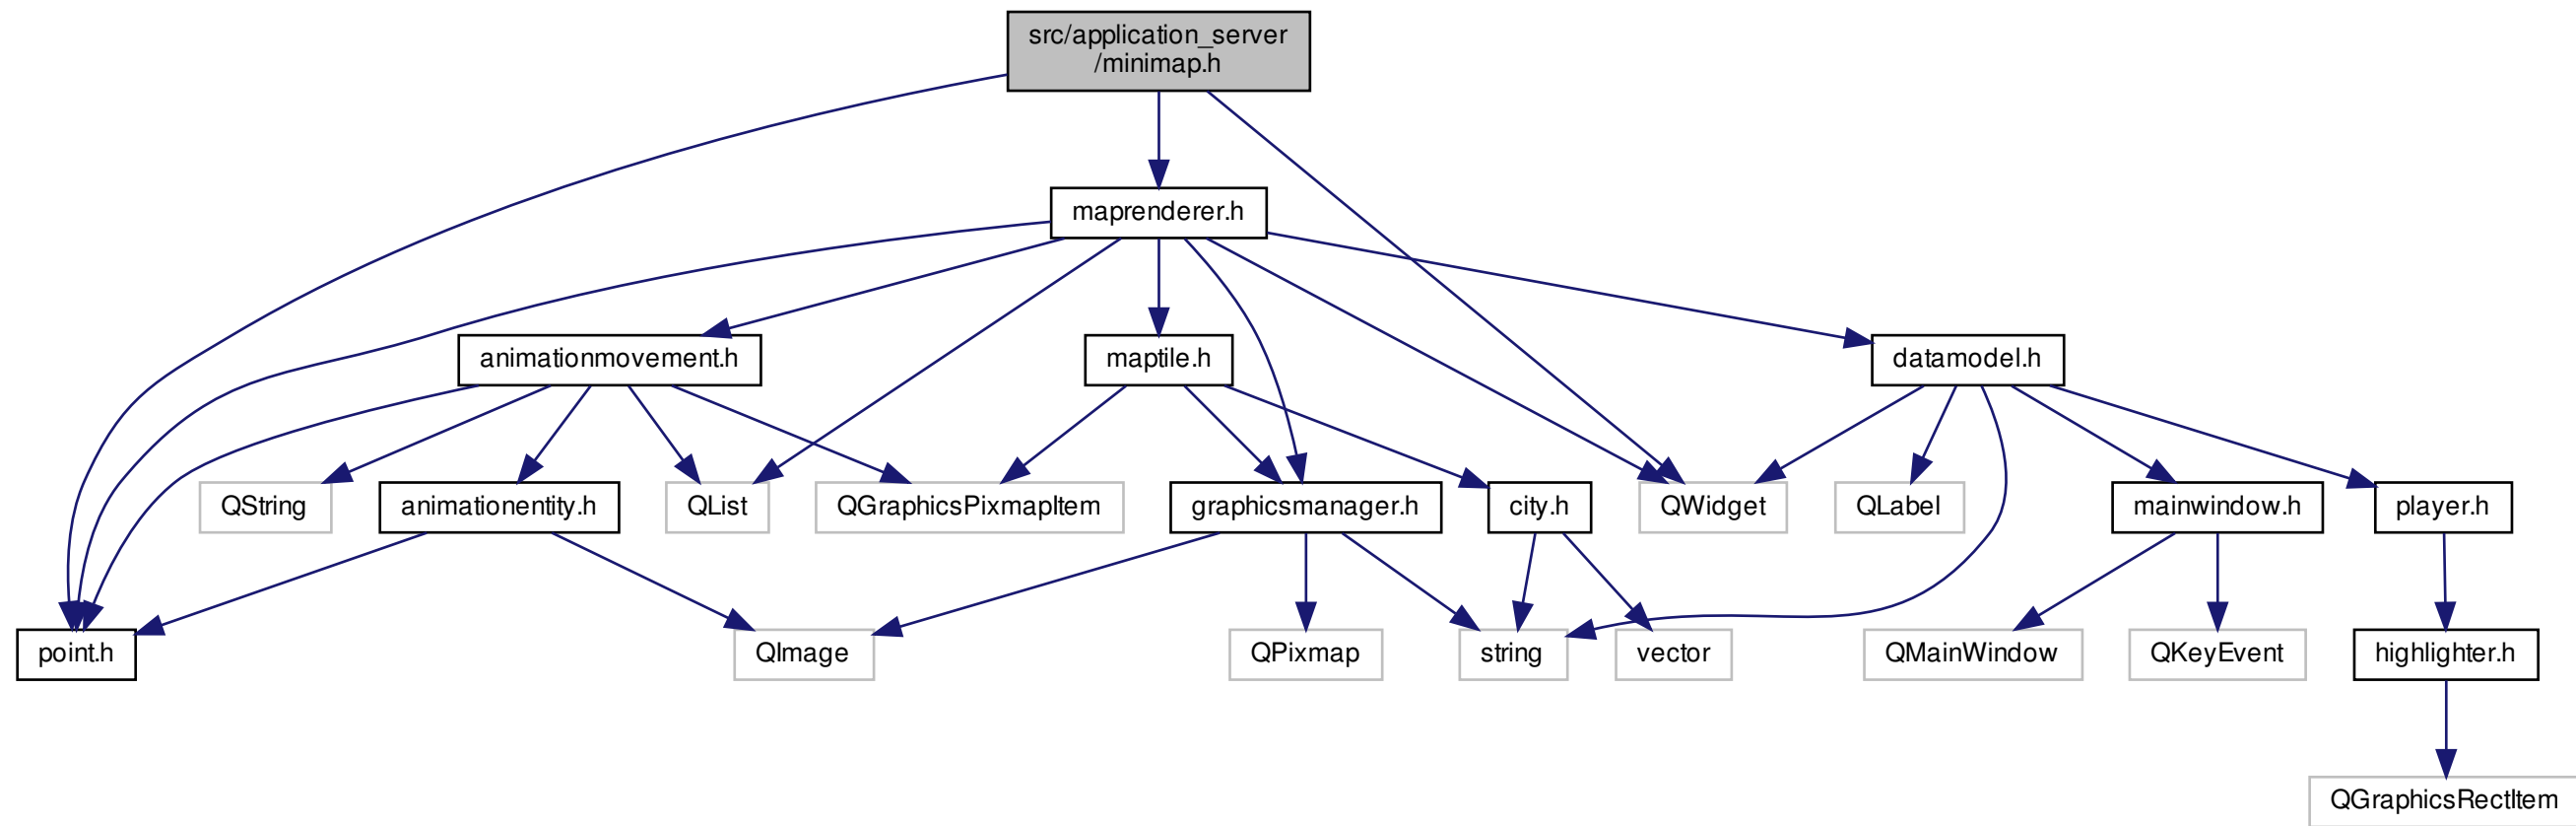 src/application_server
/minimap.h
maprenderer.h
animationmovement.h
maptile.h
datamodel.h
QString
animationentity.h
QList
QGraphicsPixmapItem
graphicsmanager.h
city.h
QWidget
QLabel
mainwindow.h
player.h
point.h
QImage
QPixmap
string
vector
QMainWindow
QKeyEvent
highlighter.h
QGraphicsRectItem